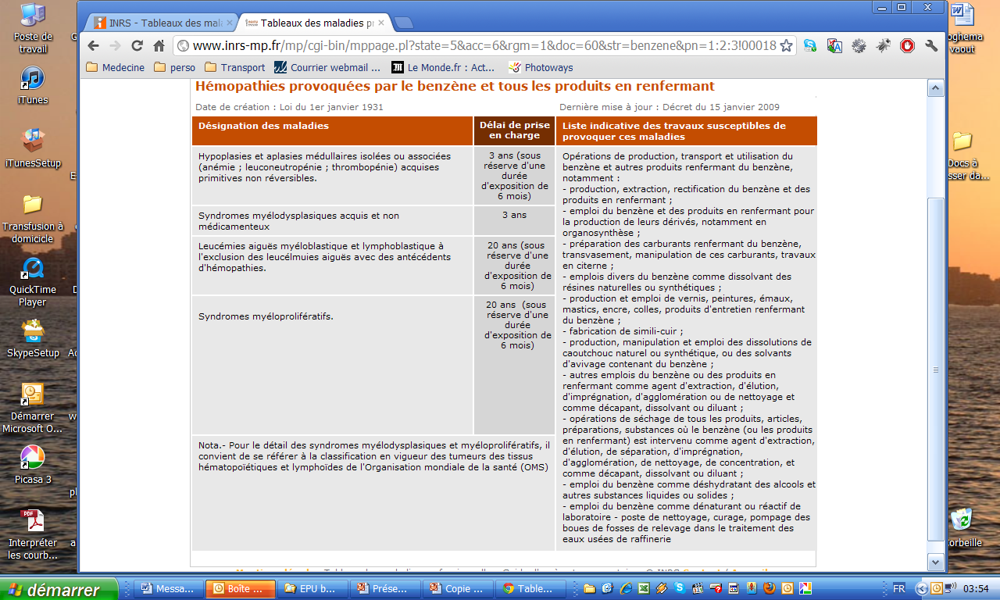 INRS - Tableaux des mal
Tableaux des maladies pr
www.inrs-mp.fr/mp/cgi-bin/mppage.pl?state=5&acc=6&rgm=1&doc=60&str=benzene&pn=1:2:3!00018
Medecine
perso
Transport
Courrier webmail ...
Le Monde.fr : Act...
Photoways
Poste de
travail
iTunes
iTunesSetup
Transfusion à
domicicle
QuickTime
Player
SkypeSetup
Démarrer
Microsoft O...
Picasa 3
Interpréter
les courb...
Hémopathies provoquées par le benzène et tous les produits en renfermant
Date de création : Loi du 1er janvier 1931
Dernière mise à jour : Décret du 15 janvier 2009
Désignation des maladies
Délai de prise
en charge
Liste indicative des travaux susceptibles de
provoquer ces maladies
Hypoplasies et aplasies médullaires isolées ou associées
(anémie ; leuconeutropénie ; thrombopénie) acquises
primitives non réversibles.
3 ans (sous
réserve d'une
durée
d'exposition de
6 mois)
Syndromes myélodysplasiques acquis et non
médicamenteux
3 ans
Leucémies aiguës myéloblastique et lymphoblastique à
l'exclusion des leucélmuies aiguës avec des antécédents
d'hémopathies.
20 ans (sous
réserve d'une
durée
d'exposition de
6 mois)
Syndromes myéloprolifératifs.
20 ans (sous
réserve d'une
durée
d'exposition de
6 mois)
Nota.- Pour le détail des syndromes myélodysplasiques et myéloprolifératifs, il
convient de se référer à la classification en vigueur des tumeurs des tissus
hématopoïétiques et lymphoïdes de l'Organisation mondiale de la santé (OMS)
Opérations de production, transport et utilisation du
benzène et autres produits renfermant du benzène,
notamment :
- production, extraction, rectification du benzène et des
produits en renfermant ;
- emploi du benzène et des produits en renfermant pour
la production de leurs dérivés, notamment en
organosynthèse ;
- préparation des carburants renfermant du benzène,
transvasement, manipulation de ces carburants, travaux
en citerne ;
- emplois divers du benzène comme dissolvant des
résines naturelles ou synthétiques ;
- production et emploi de vernis, peintures, émaux,
mastics, encre, colles, produits d'entretien renfermant
du benzène ;
- fabrication de simili-cuir ;
- production, manipulation et emploi des dissolutions de
caoutchouc naturel ou synthétique, ou des solvants
d'avivage contenant du benzène ;
- autres emplois du benzène ou des produits en
renfermant comme agent d'extraction, d'élution,
d'imprégnation, d'agglomération ou de nettoyage et
comme décapant, dissolvant ou diluant ;
- opérations de séchage de tous les produits, articles,
préparations, substances où le benzène (ou les produits
en renfermant) est intervenu comme agent d'extraction,
d'élution, de séparation, d'imprégnation,
d'agglomération, de nettoyage, de concentration, et
comme décapant, dissolvant ou diluant ;
- emploi du benzène comme déshydratant des alcools et
autres substances liquides ou solides ;
- emploi du benzène comme dénaturant ou réactif de
laboratoire - poste de nettoyage, curage, pompage des
boues de fosses de relevage dans le traitement des
eaux usées de raffinerie
oghema
vaout
Docs à
sser da...
orbeille
démarrer
Messa...
Boîte ...
EPU b...
Prése...
Copie ...
Table...
FR
03:54